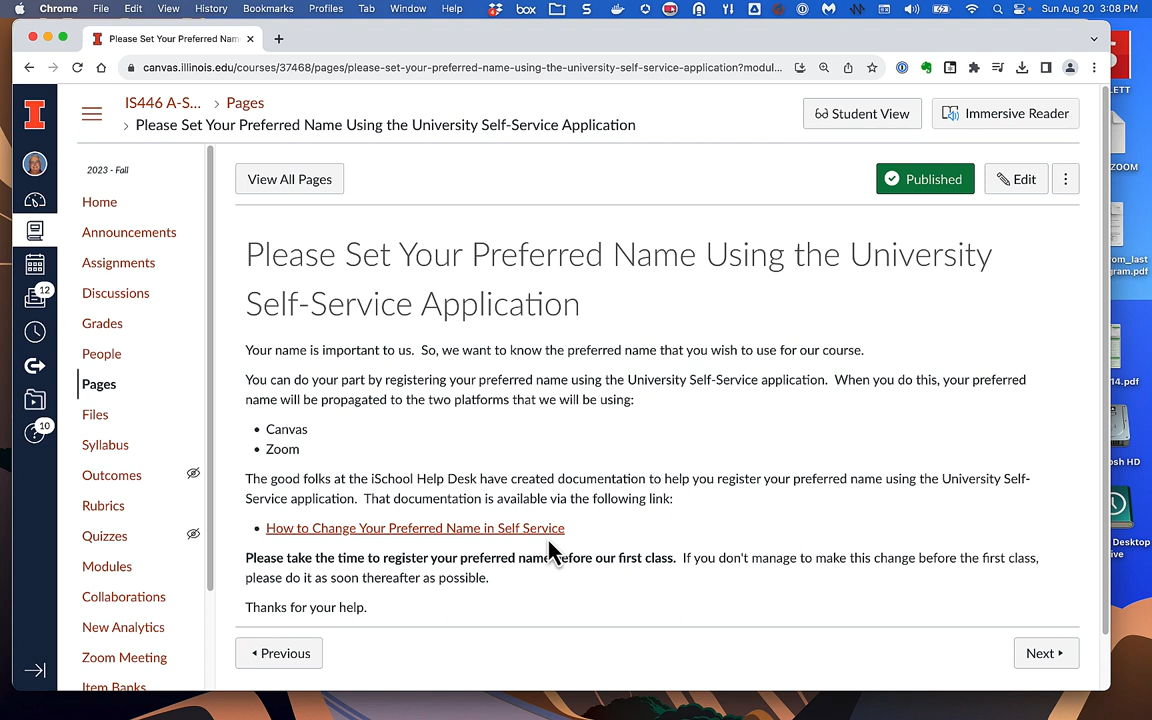 Chrome File Edit View History Bookmarks Profiles Tab Window Help box Sun Aug 20 3:08 PM
Please Set Your Preferred Nam
canvas.illinois.edu/courses/37468/pages/please-set-your-preferred-name-using-the-university-self-service-application?modul...
IS446 A-S... › Pages
› Please Set Your Preferred Name Using the University Self-Service Application
Student View
Immersive Reader
2023 - Fall
Home
Announcements
Assignments
Discussions
Grades
People
Pages
Files
Syllabus
Outcomes
Rubrics
Quizzes
Modules
Collaborations
New Analytics
Zoom Meeting
Item Banks
12
10
View All Pages
Published
Edit
Please Set Your Preferred Name Using the University
Self-Service Application
Your name is important to us. So, we want to know the preferred name that you wish to use for our course.
You can do your part by registering your preferred name using the University Self-Service application. When you do this, your preferred
name will be propagated to the two platforms that we will be using:
• Canvas
• Zoom
The good folks at the iSchool Help Desk have created documentation to help you register your preferred name using the University Self-
Service application. That documentation is available via the following link:
• How to Change Your Preferred Name in Self Service
Please take the time to register your preferred name before our first class. If you don't manage to make this change before the first class,
please do it as soon thereafter as possible.
Thanks for your help.
Previous
Next
LETT
ZOOM
om_last
gram.pdf
14.pdf
osh HD
Desktop
ive